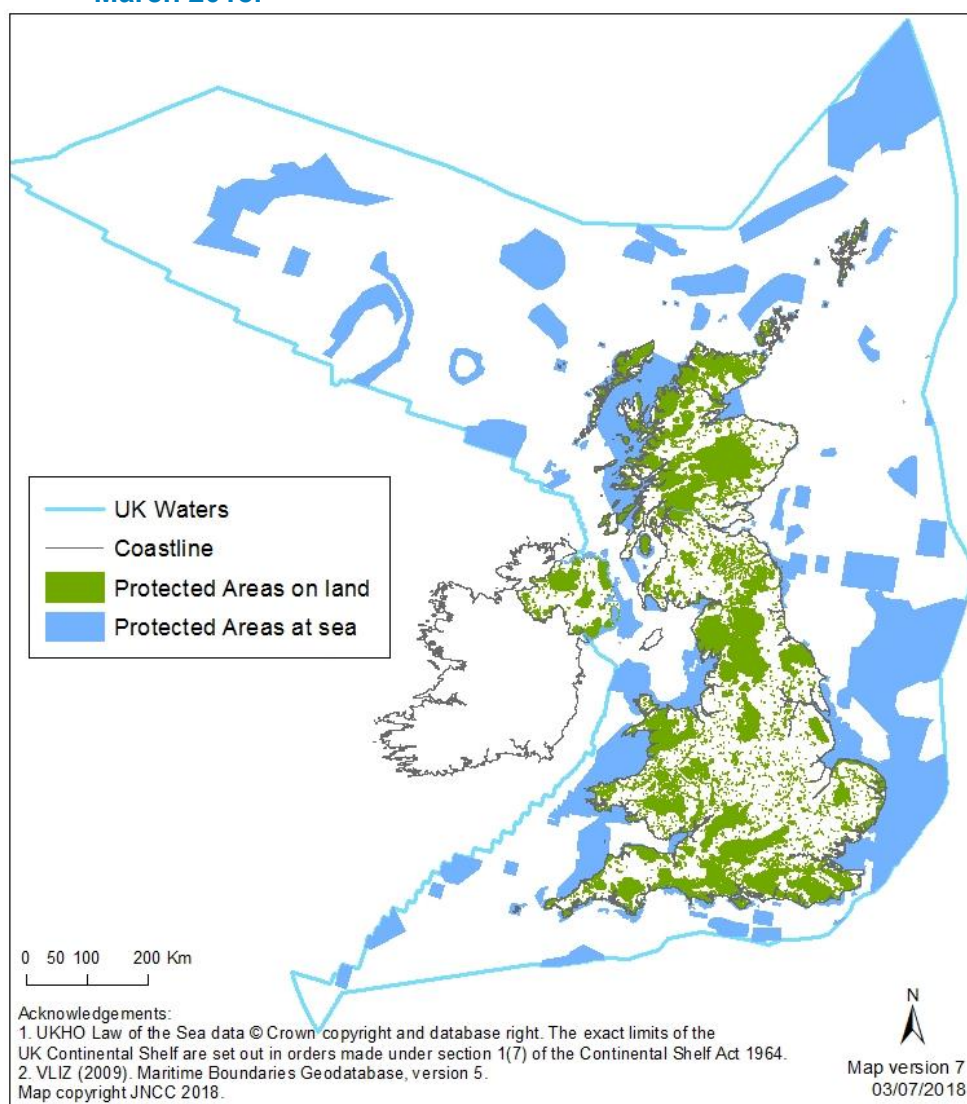 March 2018.
UK Waters
Coastline
Protected Areas on land
Protected Areas at sea
0 50 100 200 Km
Acknowledgements:
1. UKHO Law of the Sea data © Crown copyright and database right. The exact limits of the
UK Continental Shelf are set out in orders made under section 1(7) of the Continental Shelf Act 1964.
2. VLIZ (2009). Maritime Boundaries Geodatabase, version 5.
Map copyright JNCC 2018.
N
Map version 7
03/07/2018